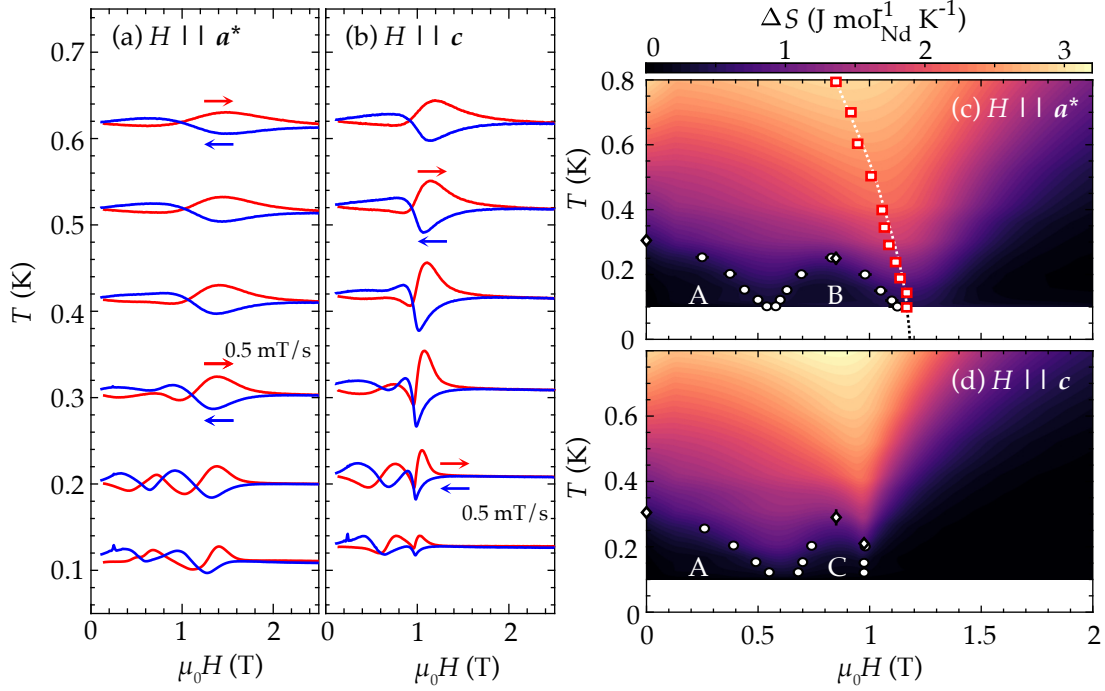 (a) H || a*
(b) H || c
0.7
0.6
0.5
0.4
0.3
0.2
0.1
T (K)
0.5 mT/s
0.5 mT/s
0 1 2
0 1 2
μ₀H (T)
μ₀H (T)
ΔS (J mol⁻¹Nd K⁻¹)
0 1 2 3
(c) H || a*
0.8
0.6
0.4
0.2
0
T (K)
A B
(d) H || c
0.6
0.4
0.2
0
T (K)
A C
0 0.5 1 1.5 2
μ₀H (T)